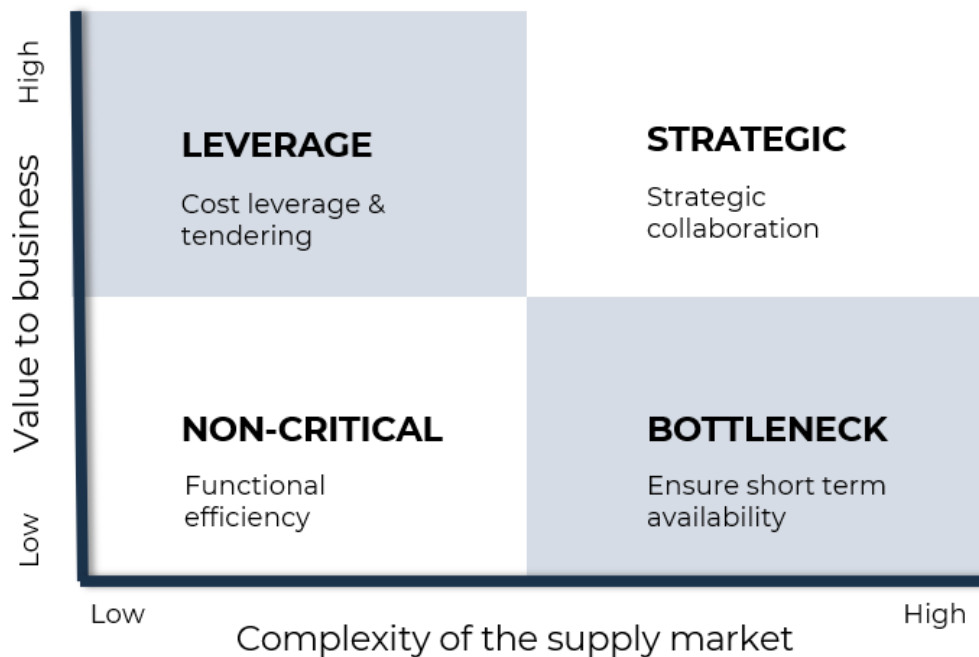 High
Value to business
Low
LEVERAGE
Cost leverage &
tendering
STRATEGIC
Strategic
collaboration
NON-CRITICAL
Functional
efficiency
BOTTLENECK
Ensure short term
availability
Low
High
Complexity of the supply market